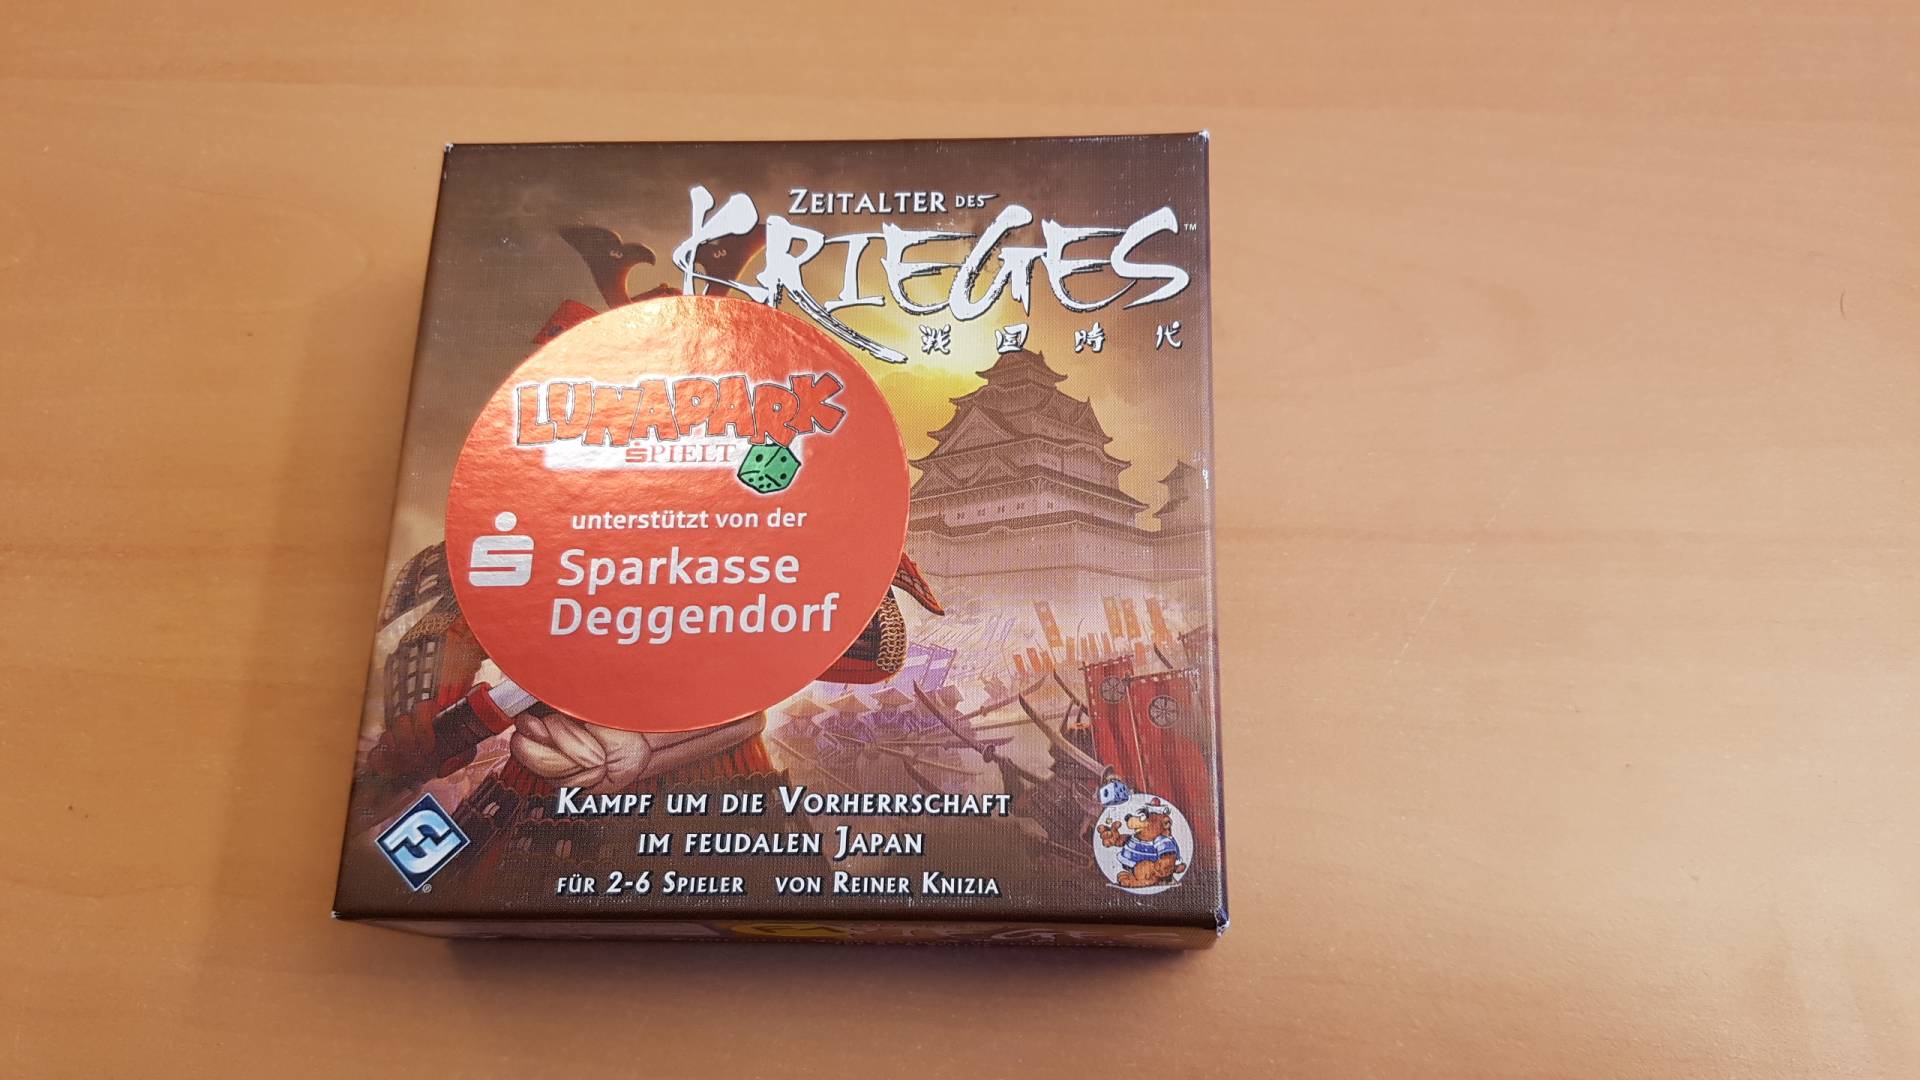 ZEITALTER DES
KRIEGES™
戦国時代
LUNAPARK
SPIELT
unterstützt von der
Sparkasse
Deggendorf
KAMPF UM DIE VORHERRSCHAFT
IM FEUDALEN JAPAN
FÜR 2-6 SPIELER VON REINER KNIZIA